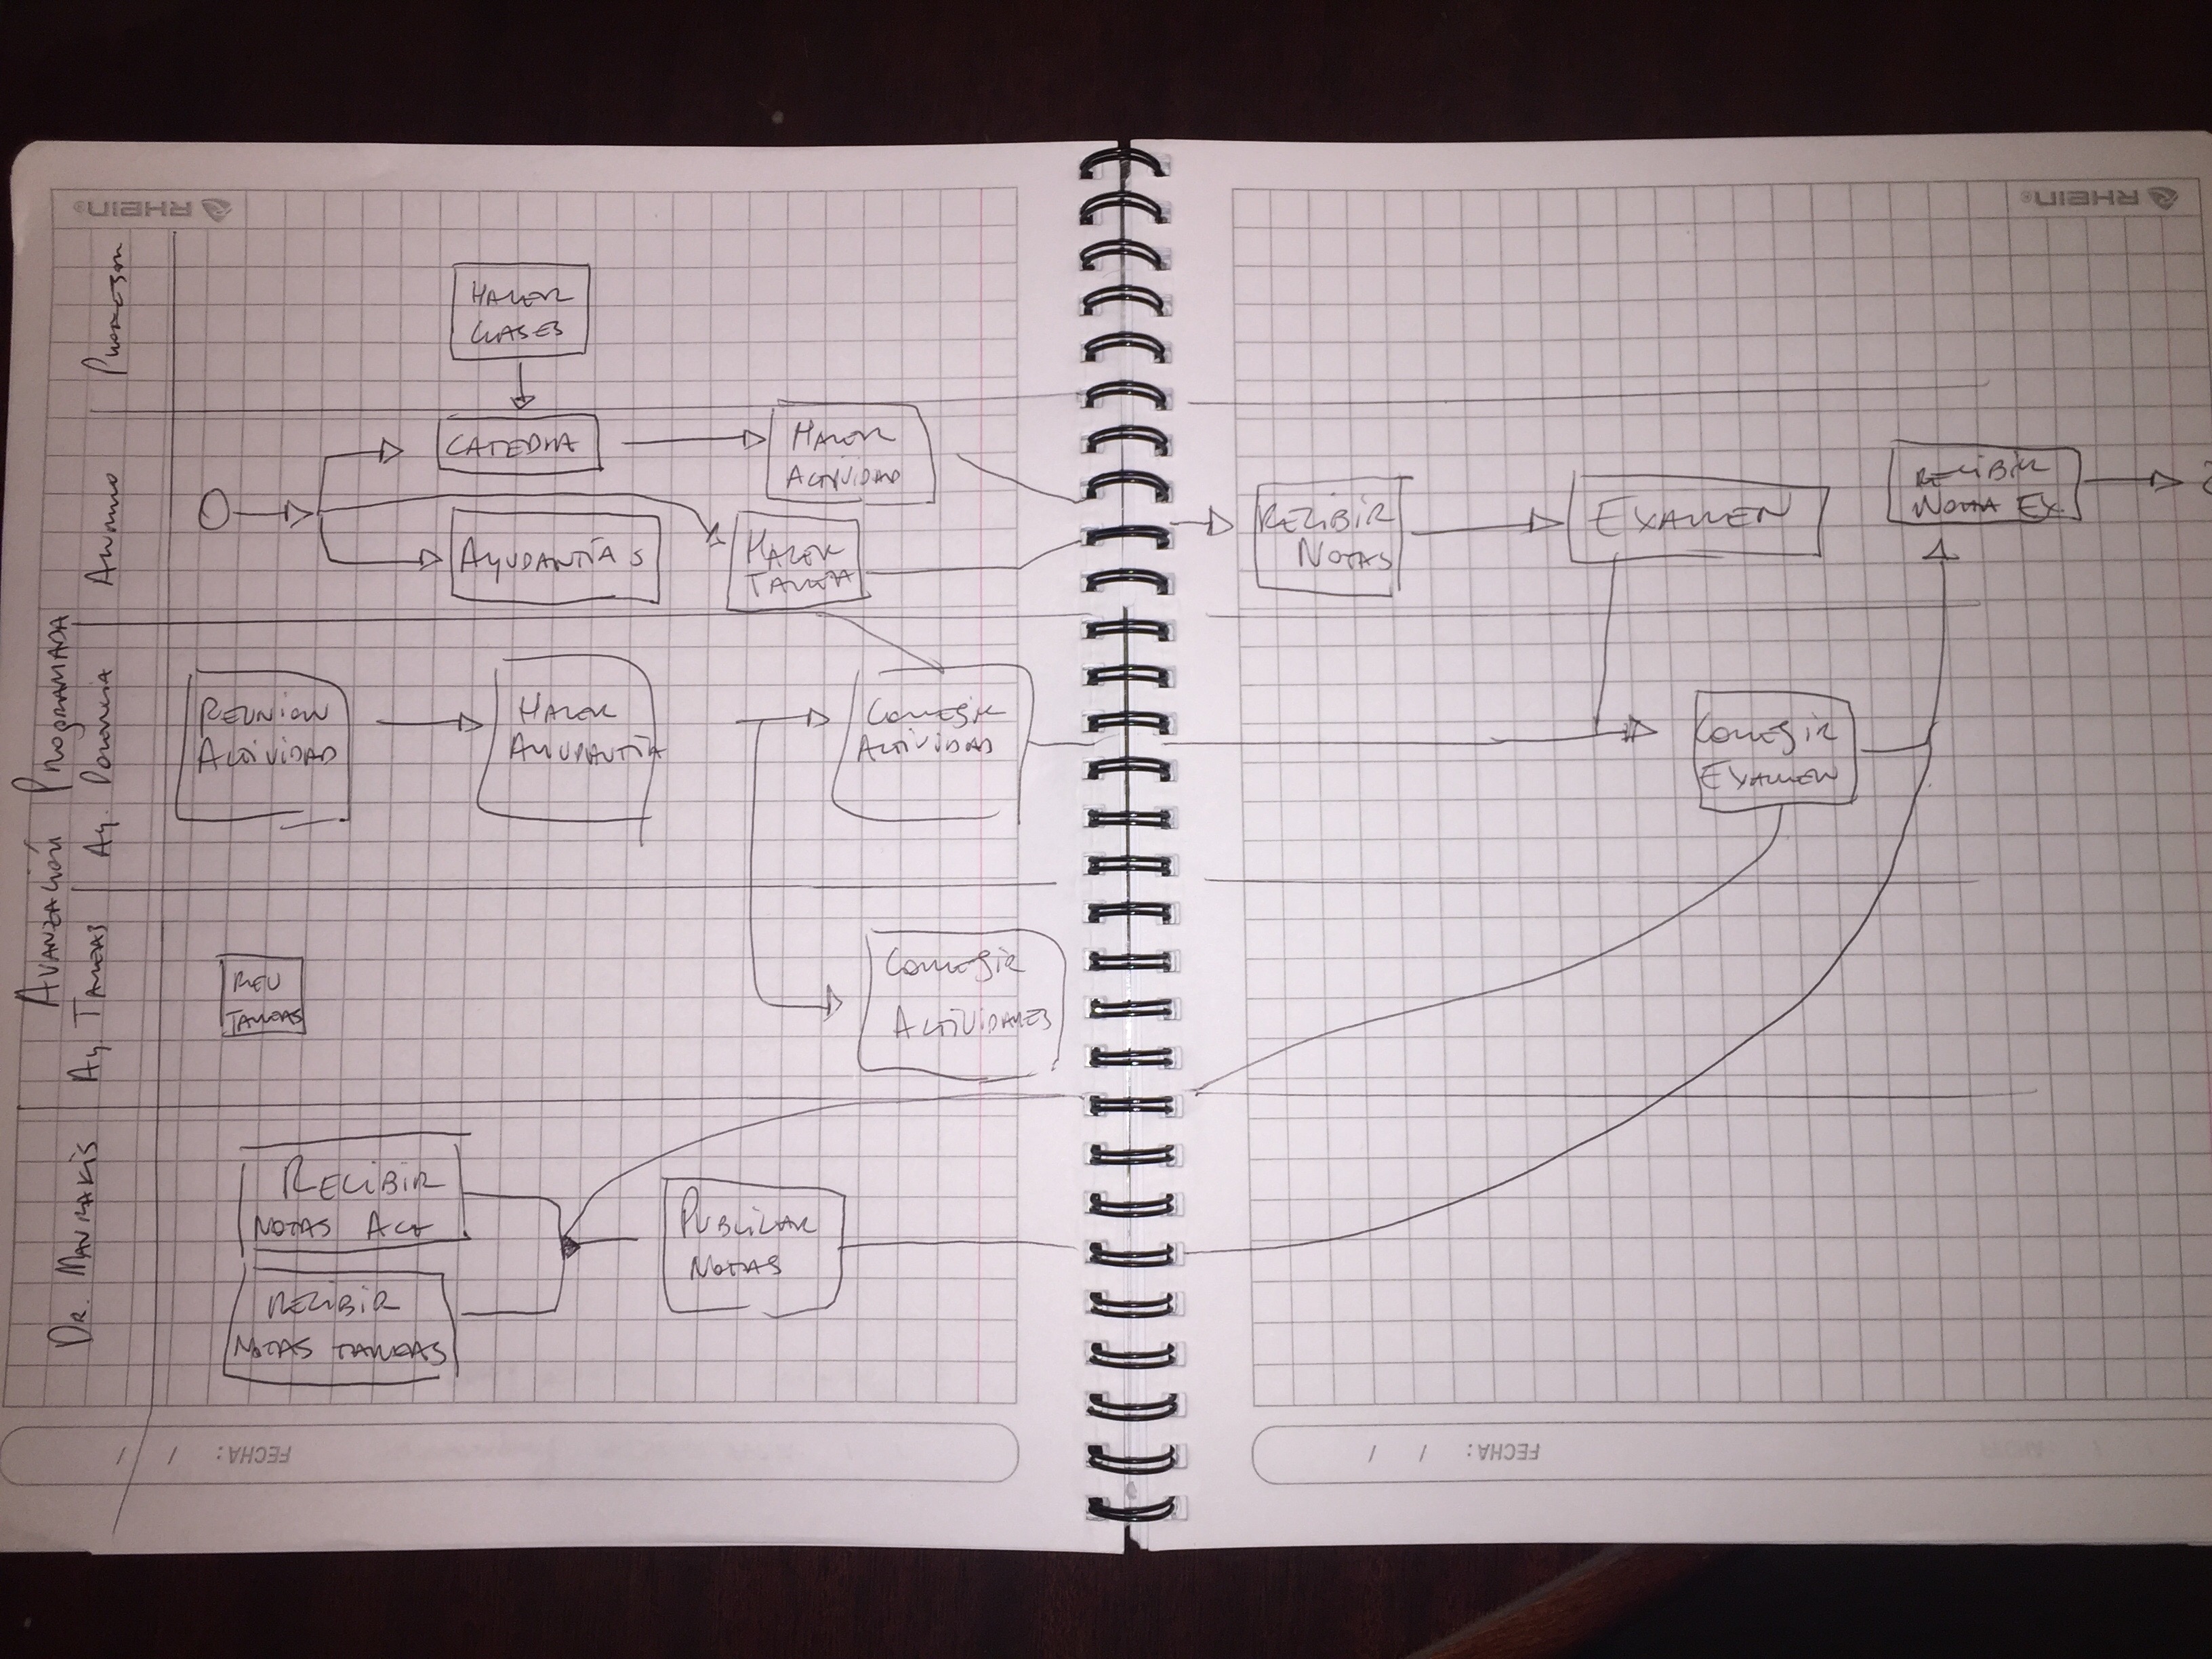 RHEIN
RHEIN
PROFESOR
HACER
CLASES
ALUMNO
CATEDRA
HACER
ACTIVIDAD
AYUDANTÍAS
HACER
TAREA
RECIBIR
NOTAS
EXAMEN
RECIBIR
NOTA EX
AVANZACIÓN PROGRAMADA
AY. DOCENCIA
REUNION
ACTIVIDAD
HACER
AYUDANTÍA
CORREGIR
ACTIVIDAD
CORREGIR
EXAMEN
AY TAREAS
REU
TAREAS
CORREGIR
ACTIVIDADES
DR. MAVRAKIS
RECIBIR
NOTAS ACT
RECIBIR
NOTAS TAREAS
PUBLICAR
NOTAS
FECHA: / /
FECHA: / /